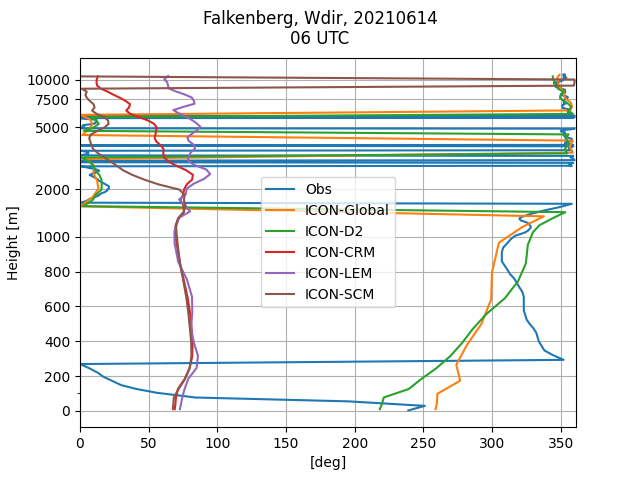 Falkenberg, Wdir, 20210614
06 UTC
10000
7500
5000
2000
1000
800
600
400
200
0
Height [m]
Obs
ICON-Global
ICON-D2
ICON-CRM
ICON-LEM
ICON-SCM
0 50 100 150 200 250 300 350
[deg]